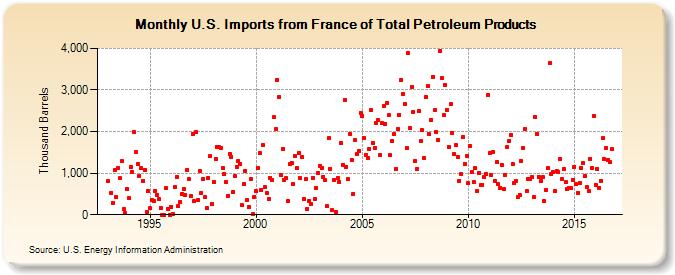 Monthly U.S. Imports from France of Total Petroleum Products
Thousand Barrels
4,000
3,000
2,000
1,000
0
1995 2000 2005 2010 2015
Source: U.S. Energy Information Administration